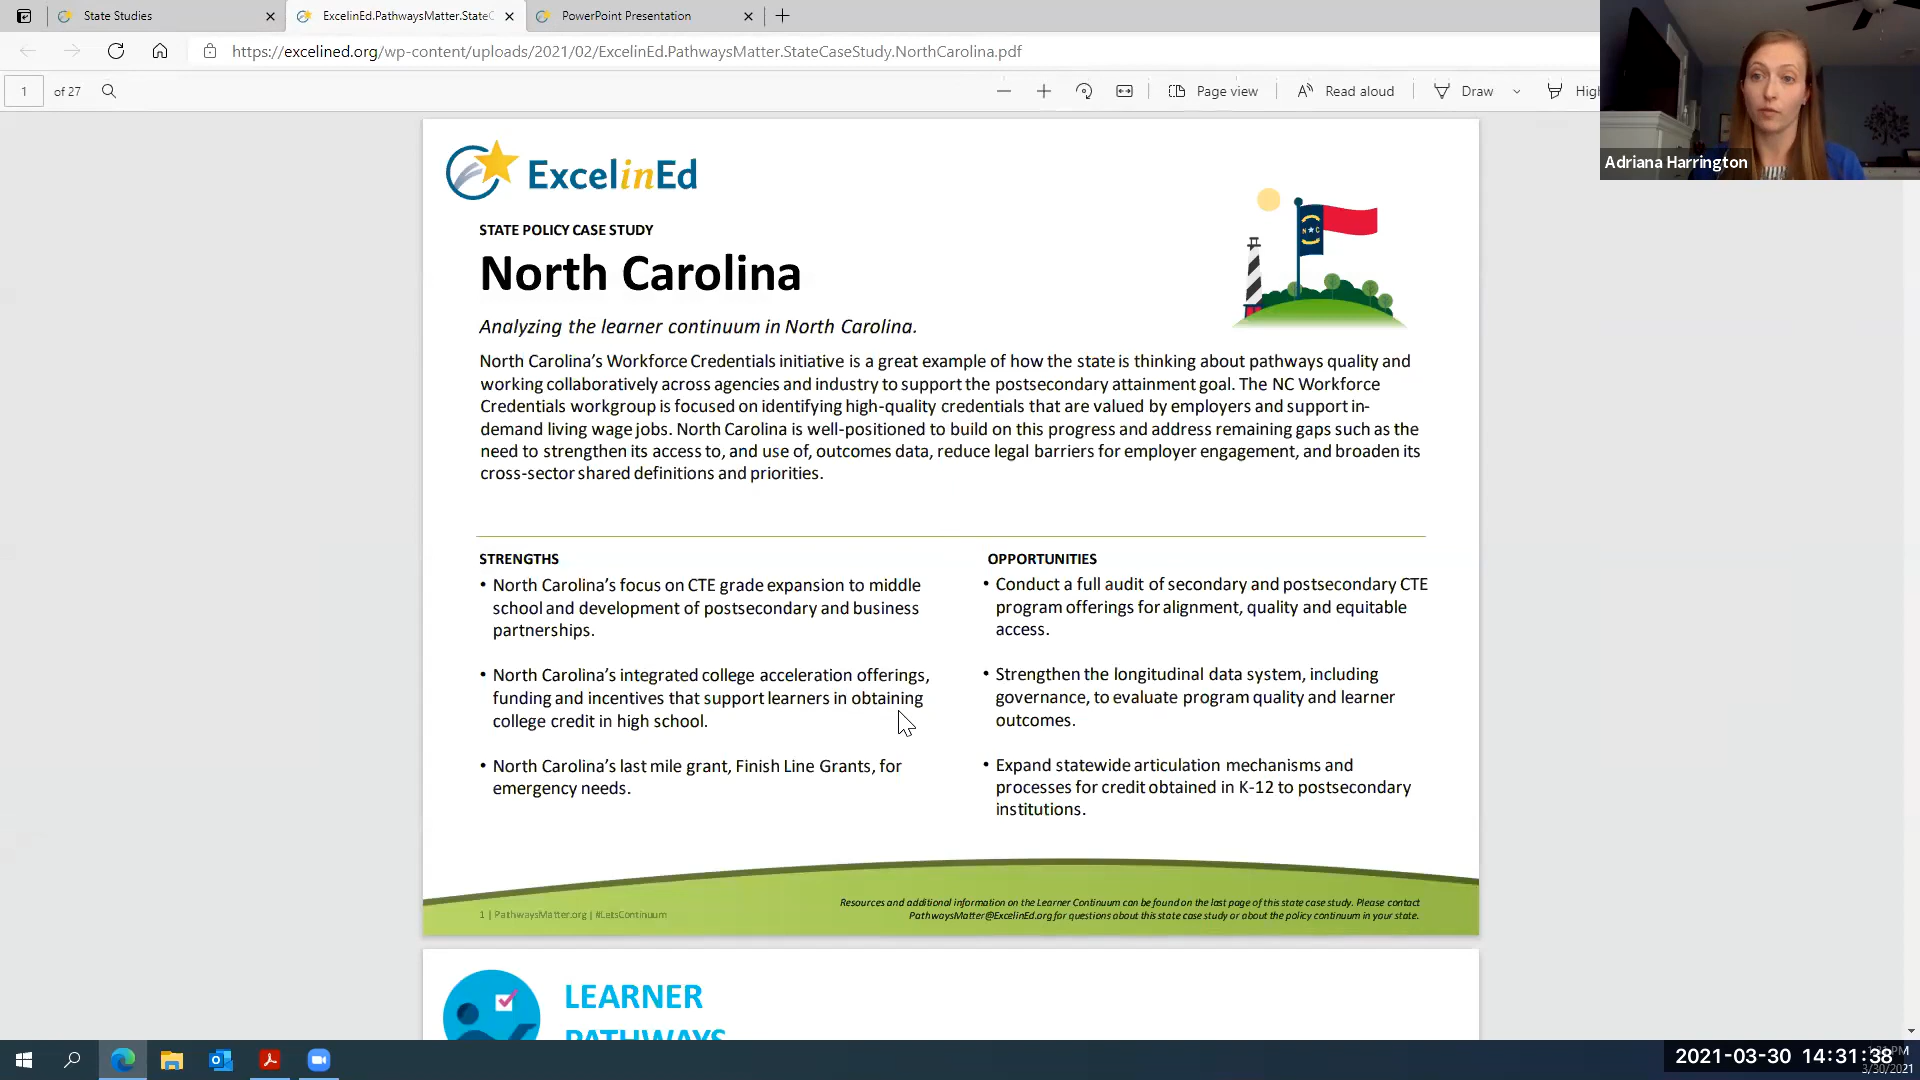 State Studies
ExcelinEd.PathwaysMatter.StateC
PowerPoint Presentation
https://excelined.org/wp-content/uploads/2021/02/ExcelinEd.PathwaysMatter.StateCaseStudy.NorthCarolina.pdf
1 of 27
Page view
Read aloud
Draw
High
Adriana Harrington
ExcelinEd
STATE POLICY CASE STUDY
North Carolina
N C
Analyzing the learner continuum in North Carolina.
North Carolina's Workforce Credentials initiative is a great example of how the state is thinking about pathways quality and
working collaboratively across agencies and industry to support the postsecondary attainment goal. The NC Workforce
Credentials workgroup is focused on identifying high-quality credentials that are valued by employers and support in-
demand living wage jobs. North Carolina is well-positioned to build on this progress and address remaining gaps such as the
need to strengthen its access to, and use of, outcomes data, reduce legal barriers for employer engagement, and broaden its
cross-sector shared definitions and priorities.
STRENGTHS
• North Carolina's focus on CTE grade expansion to middle
school and development of postsecondary and business
partnerships.
• North Carolina's integrated college acceleration offerings,
funding and incentives that support learners in obtaining
college credit in high school.
• North Carolina's last mile grant, Finish Line Grants, for
emergency needs.
OPPORTUNITIES
• Conduct a full audit of secondary and postsecondary CTE
program offerings for alignment, quality and equitable
access.
• Strengthen the longitudinal data system, including
governance, to evaluate program quality and learner
outcomes.
• Expand statewide articulation mechanisms and
processes for credit obtained in K-12 to postsecondary
institutions.
1 | PathwaysMatter.org | #LetsContinuum
Resources and additional information on the Learner Continuum can be found on the last page of this state case study. Please contact
PathwaysMatter@ExcelinEd.org for questions about this state case study or about the policy continuum in your state.
LEARNER
PATHWAYS
2021-03-30 14:31:38
3/30/2021